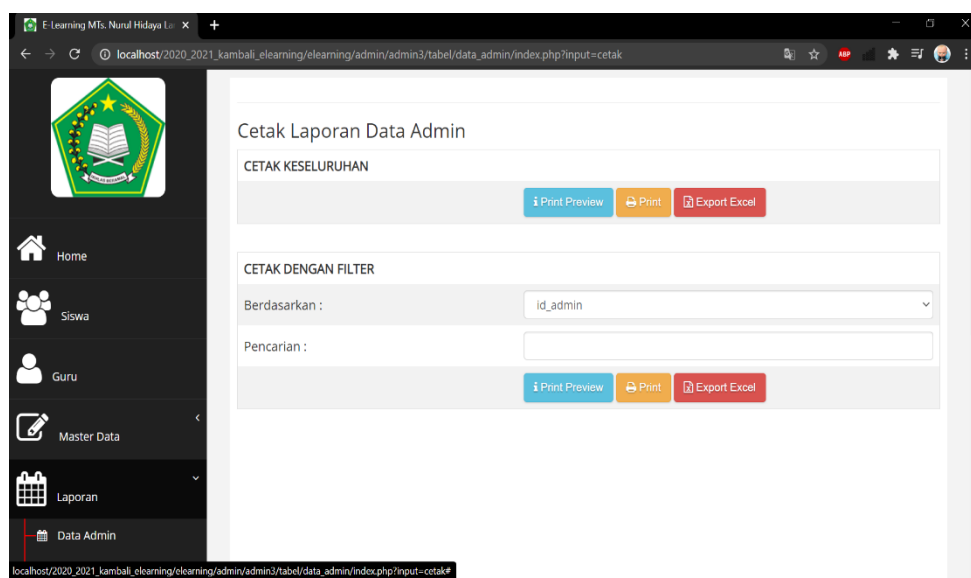 E-Learning MTs. Nurul Hidaya La
localhost/2020_2021_kambali_elearning/elearning/admin/admin3/tabel/data_admin/index.php?input=cetak
ABP
IKHLAS BERAMAL
Home
Siswa
Guru
Master Data
Laporan
Data Admin
Cetak Laporan Data Admin
CETAK KESELURUHAN
Print Preview Print Export Excel
CETAK DENGAN FILTER
Berdasarkan : id_admin
Pencarian :
Print Preview Print Export Excel
localhost/2020_2021_kambali_elearning/elearning/admin/admin3/tabel/data_admin/index.php?input=cetak#